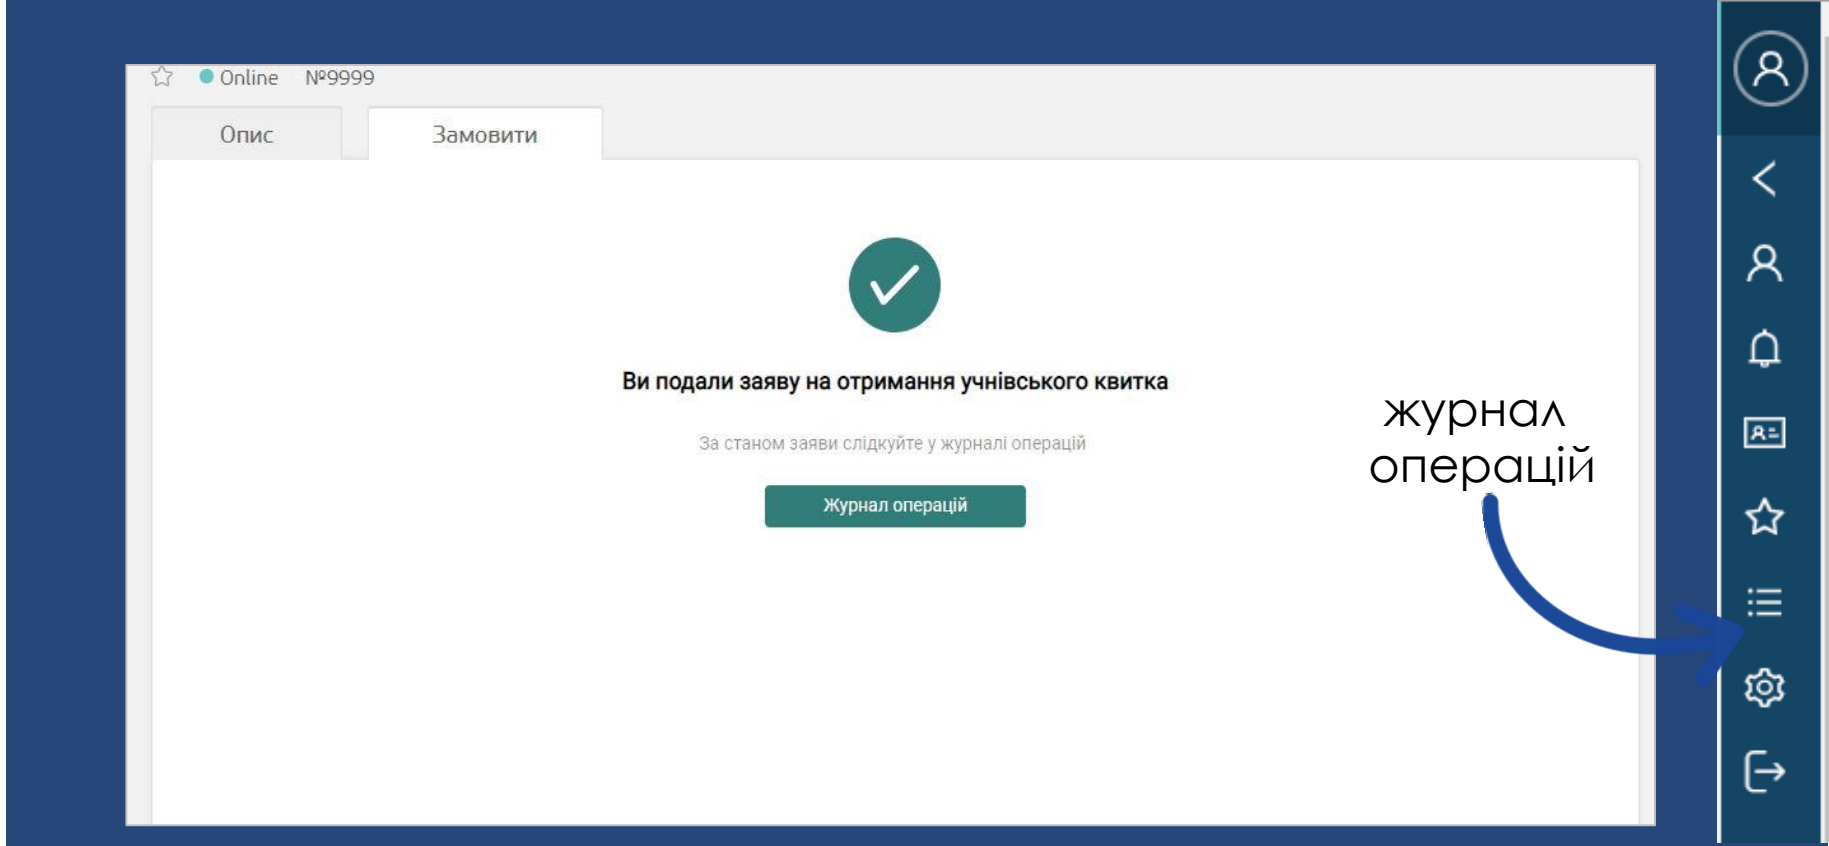 Online №9999
Опис Замовити
Ви подали заяву на отримання учнівського квитка
За станом заяви слідкуйте у журналі операцій
Журнал операцій
журнал
операцій